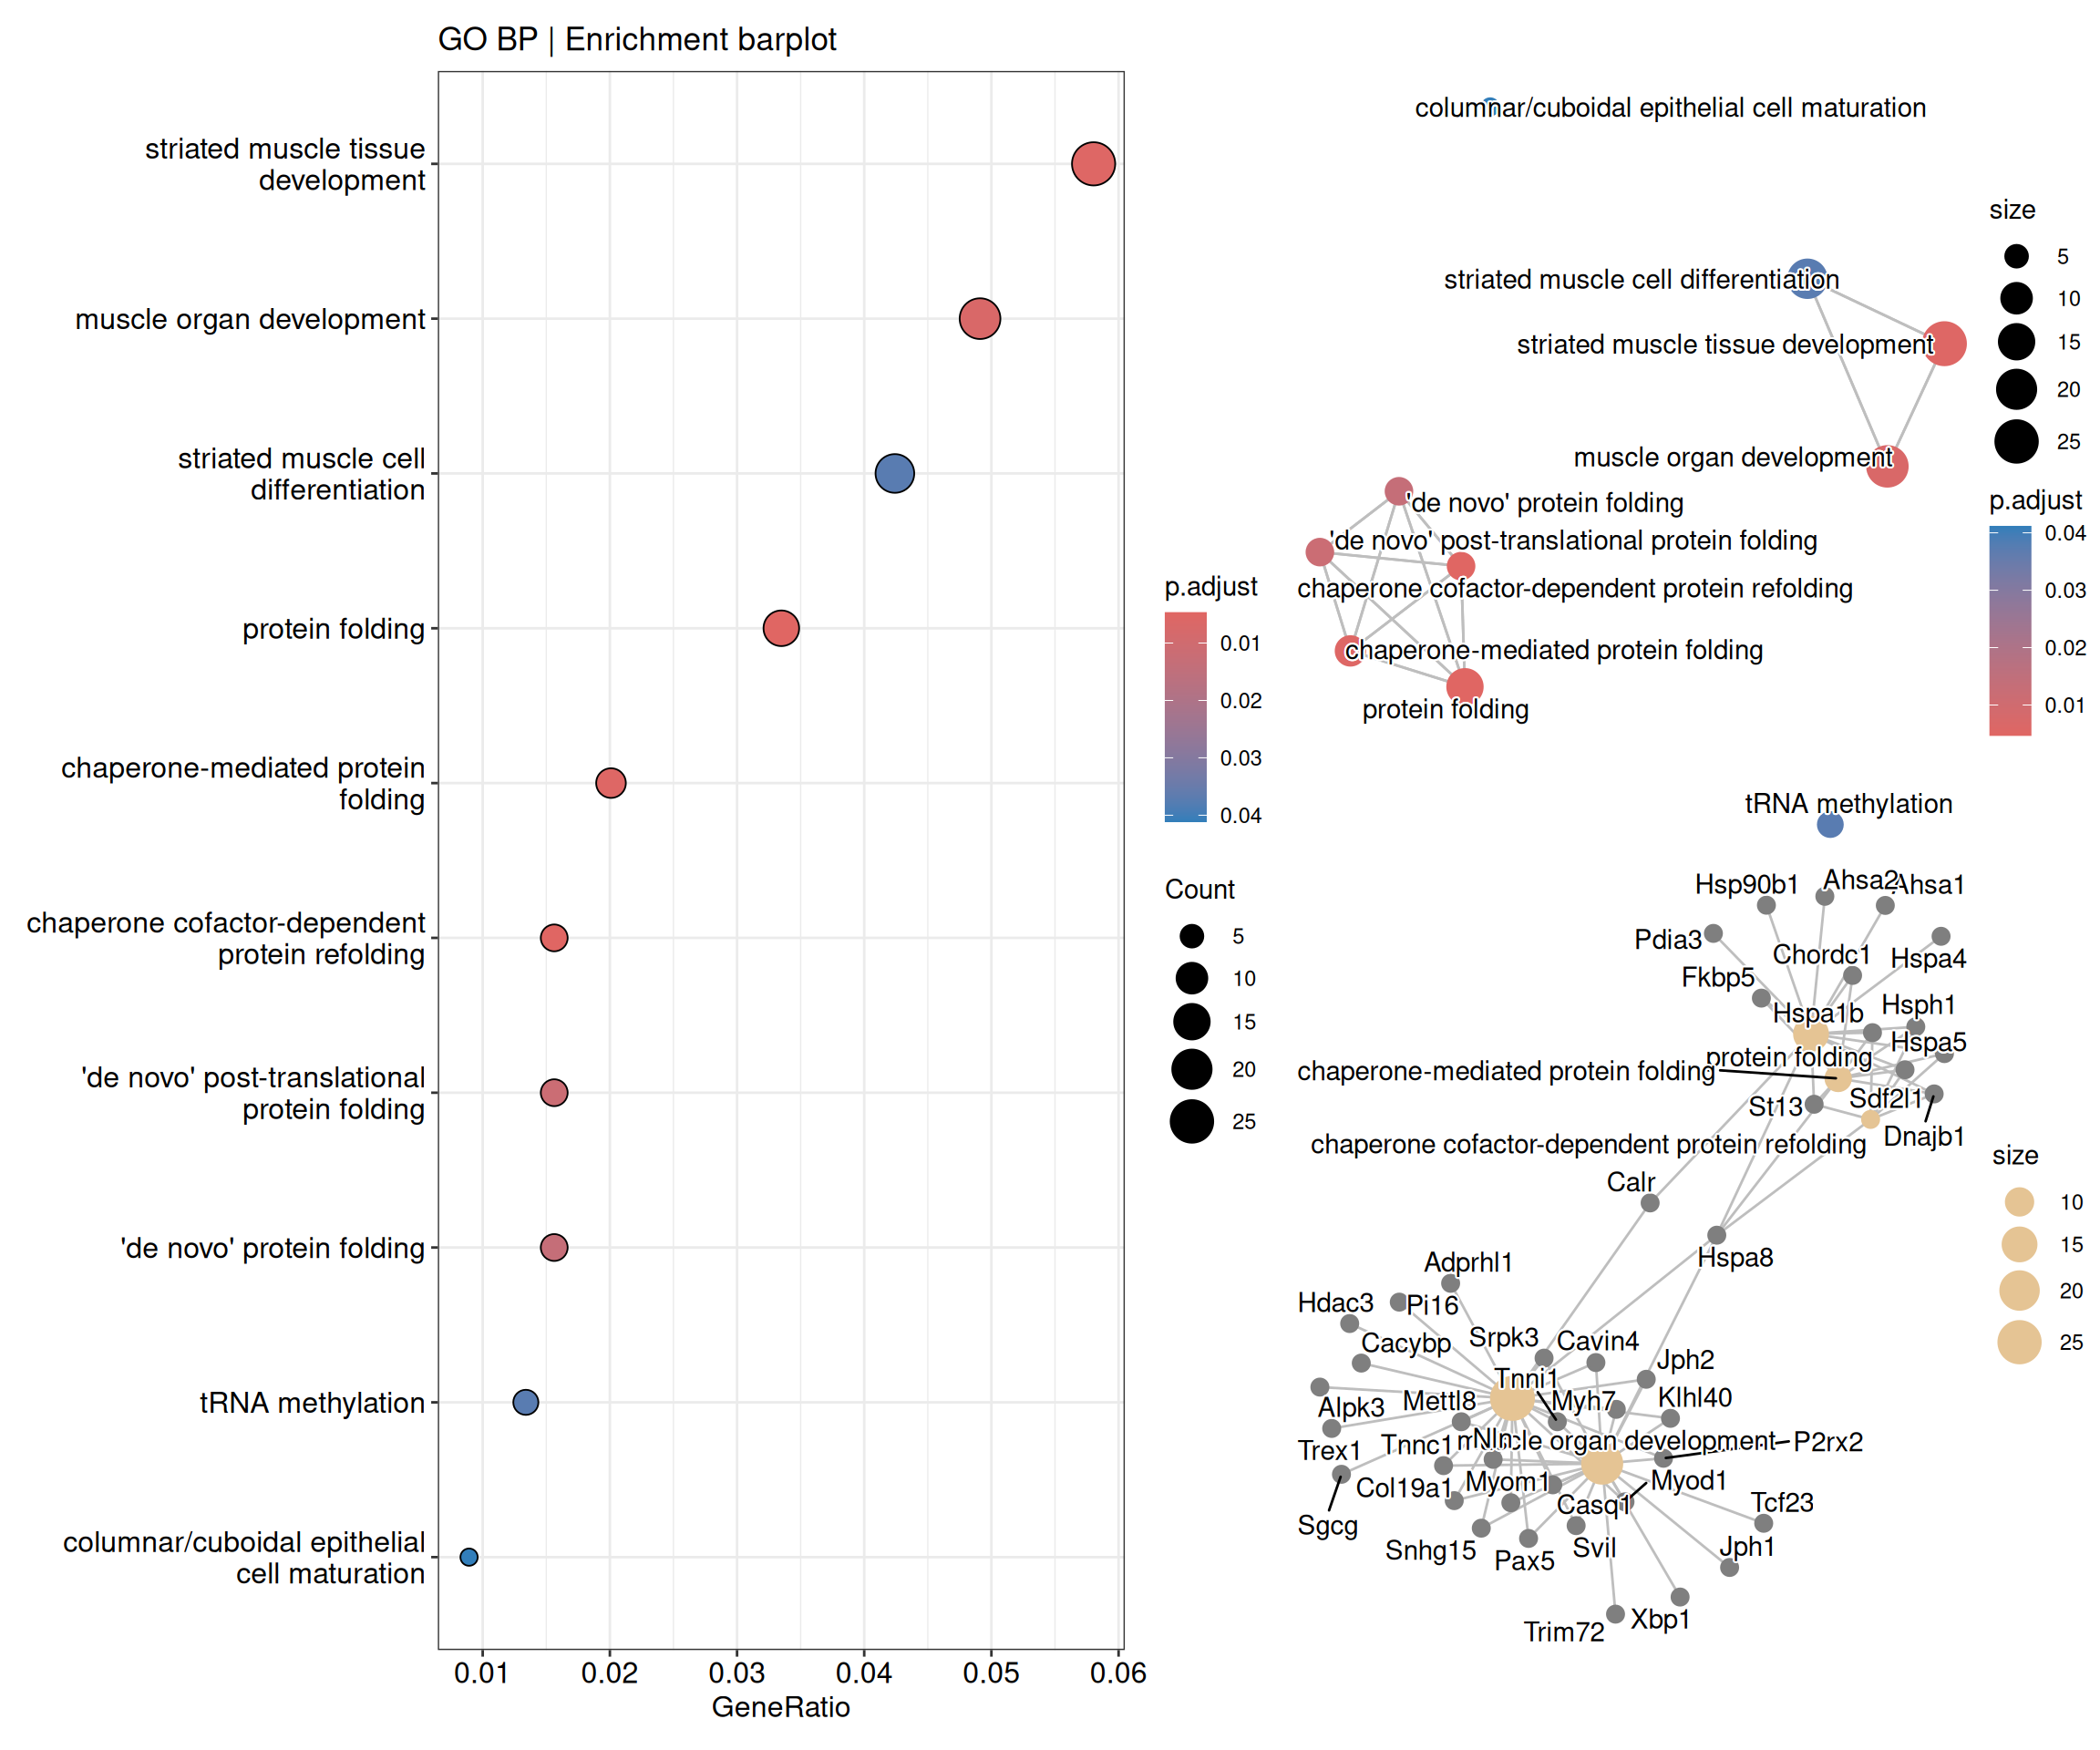 GO BP | Enrichment barplot
striated muscle tissue
development
muscle organ development
striated muscle cell
differentiation
protein folding
chaperone-mediated protein
folding
chaperone cofactor-dependent
protein refolding
'de novo' post-translational
protein folding
'de novo' protein folding
tRNA methylation
columnar/cuboidal epithelial
cell maturation
0.01 0.02 0.03 0.04 0.05 0.06
GeneRatio
p.adjust
0.01
0.02
0.03
0.04
Count
5
10
15
20
25
columnar/cuboidal epithelial cell maturation
striated muscle cell differentiation
striated muscle tissue development
muscle organ development
'de novo' protein folding
'de novo' post-translational protein folding
chaperone cofactor-dependent protein refolding
chaperone-mediated protein folding
protein folding
tRNA methylation
size
5
10
15
20
25
p.adjust
0.04
0.03
0.02
0.01
Hsp90b1
Ahsa2
Ahsa1
Pdia3
Chordc1
Hspa4
Fkbp5
Hspa1b
Hsph1
Hspa5
protein folding
chaperone-mediated protein folding
St13
Sdf2l1
Dnajb1
chaperone cofactor-dependent protein refolding
Calr
Hspa8
Adprhl1
Hdac3
Pi16
Cacybp
Srpk3
Cavin4
Jph2
Tnni1
Alpk3
Mettl8
Myh7
Klhl40
Trex1
Tnnc1
organ development
P2rx2
Col19a1
Myom1
Myod1
Casq1
Tcf23
Sgcg
Snhg15
Pax5
Svil
Jph1
Trim72
Xbp1
size
10
15
20
25